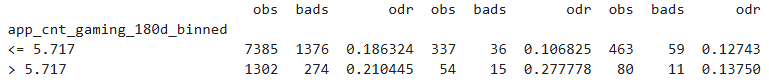 obs bads odr obs bads odr obs bads odr
app_cnt_gaming_180d_binned
<= 5.717 7385 1376 0.186324 337 36 0.106825 463 59 0.12743
> 5.717 1302 274 0.210445 54 15 0.277778 80 11 0.13750